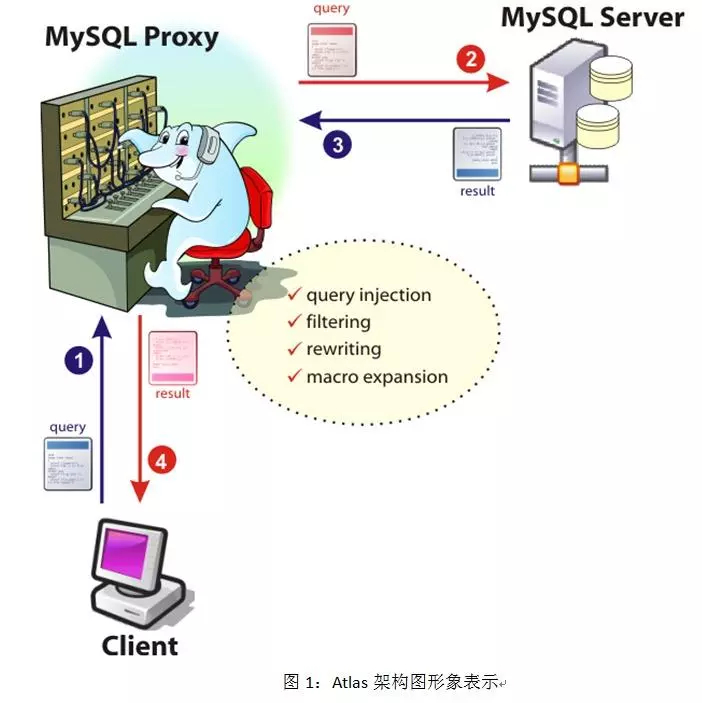 query
MySQL Server
MySQL Proxy
2
3
result
query injection
filtering
rewriting
macro expansion
1
result
query
4
Client
图 1：Atlas 架构图形象表示